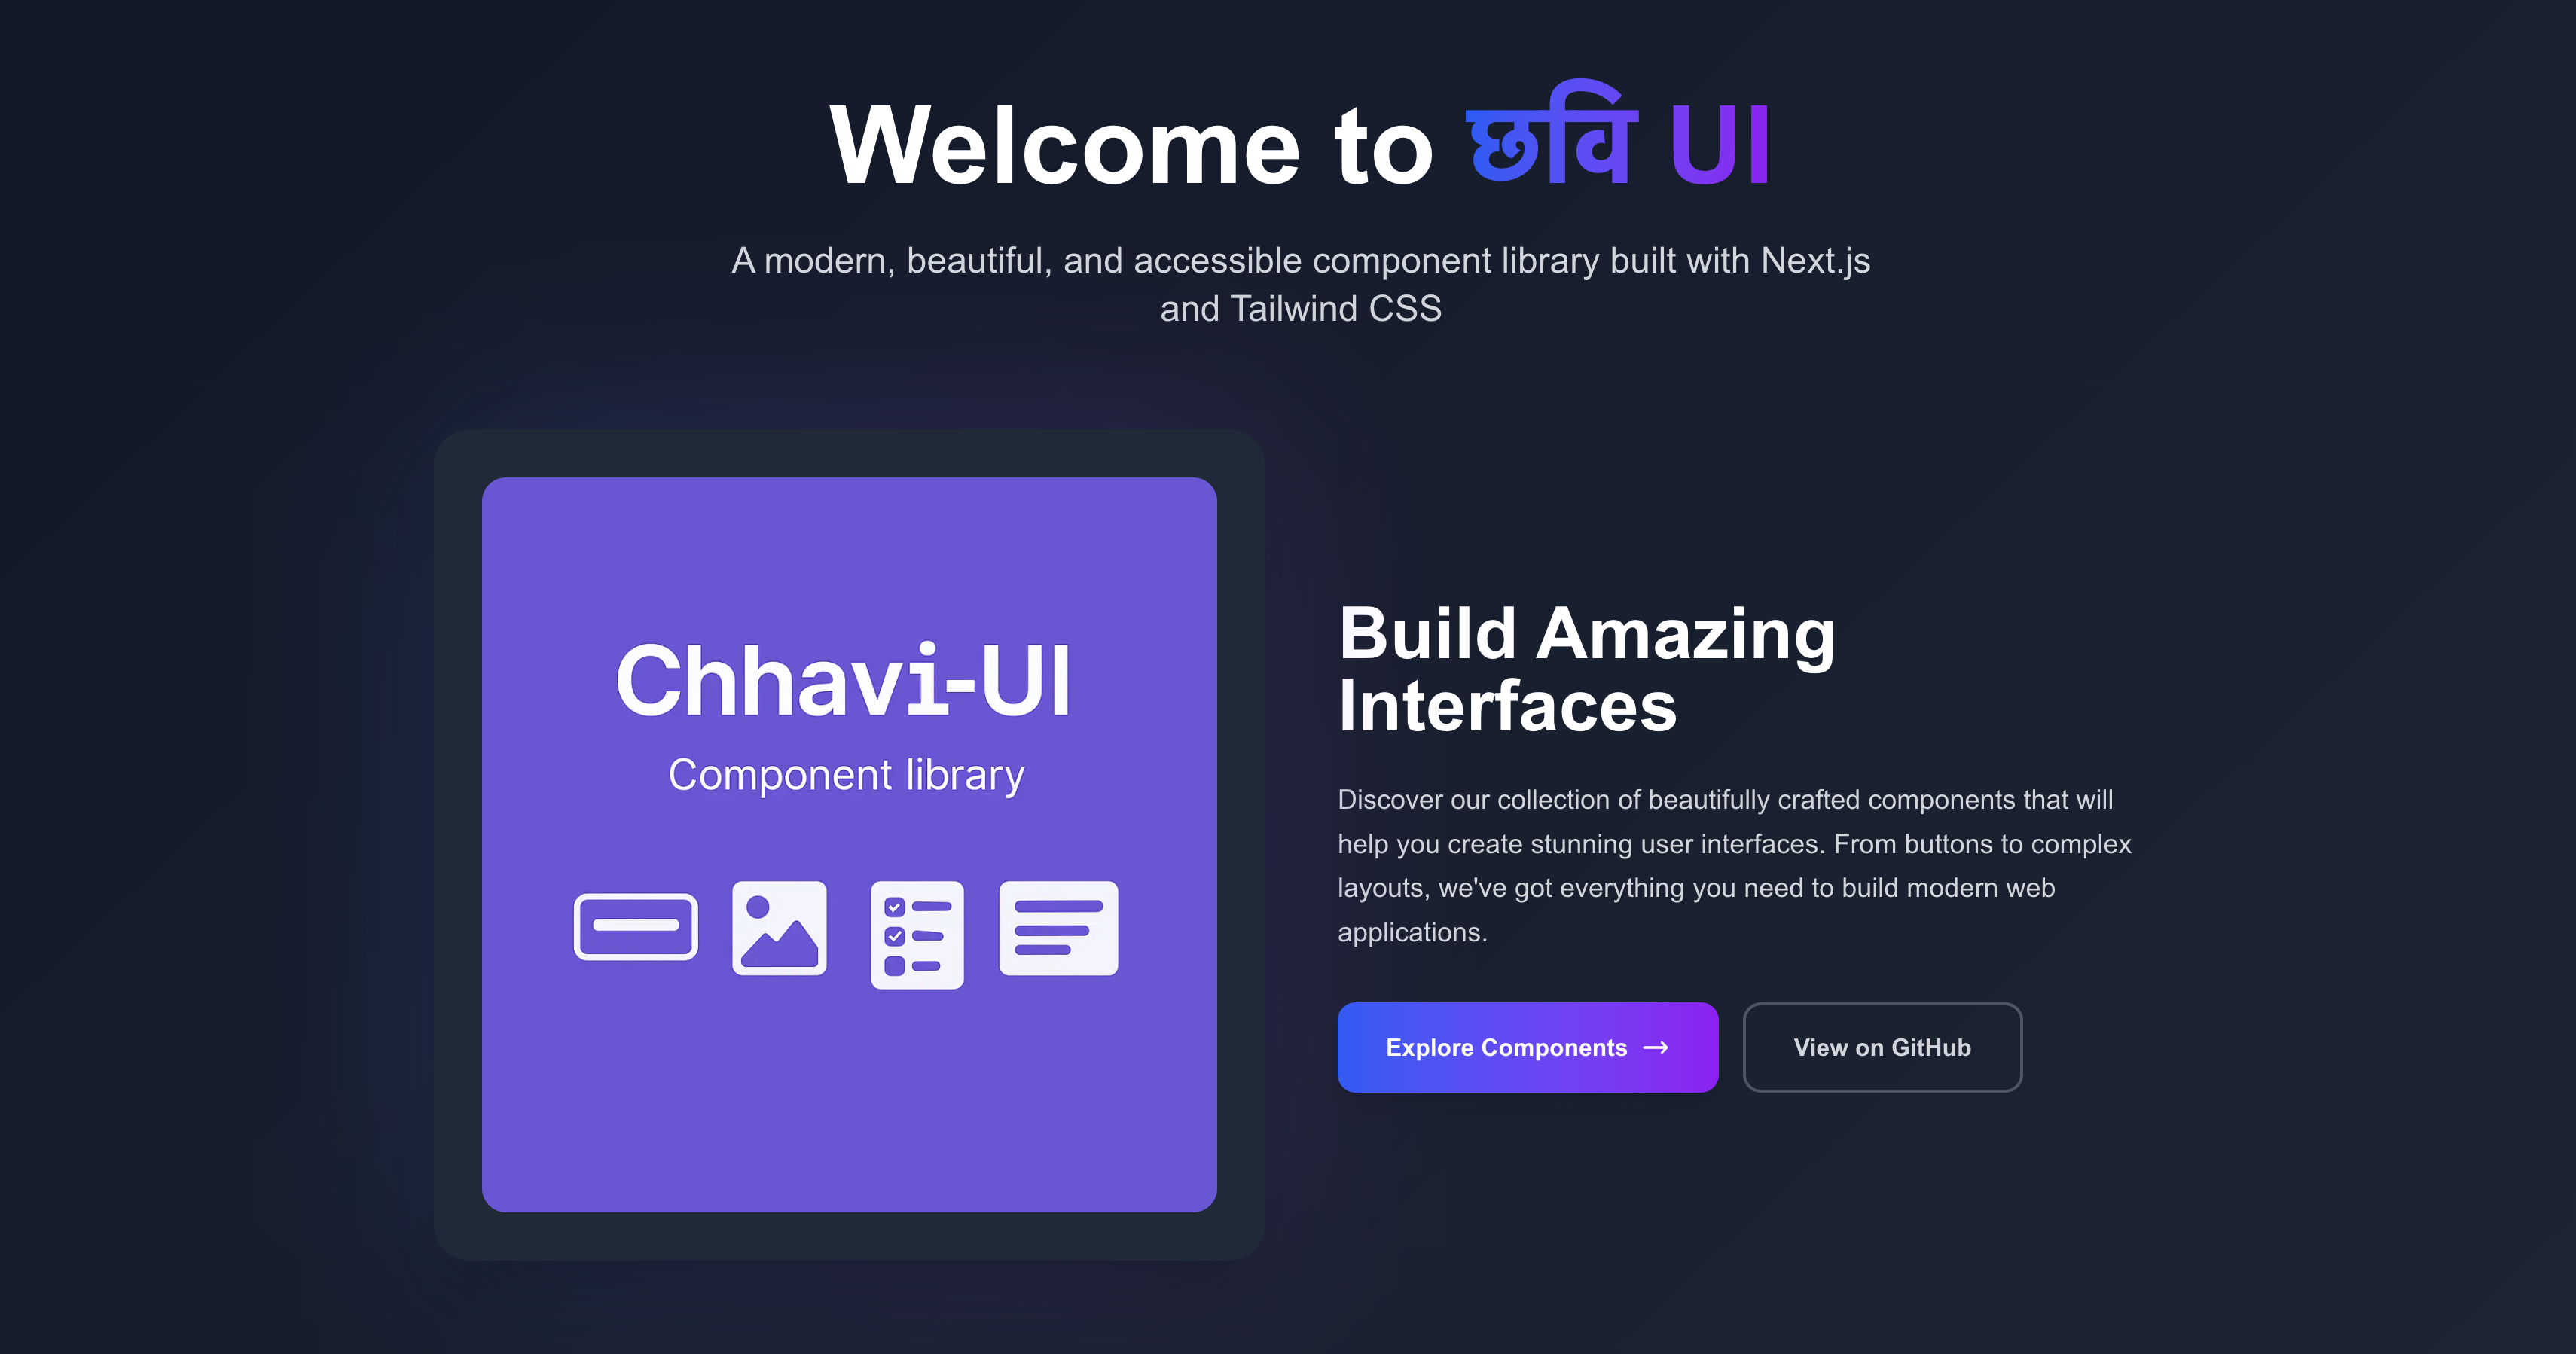 Welcome to छवि UI
A modern, beautiful, and accessible component library built with Next.js
and Tailwind CSS
Chhavi-UI
Component library
Build Amazing
Interfaces
Discover our collection of beautifully crafted components that will
help you create stunning user interfaces. From buttons to complex
layouts, we've got everything you need to build modern web
applications.
Explore Components →
View on GitHub